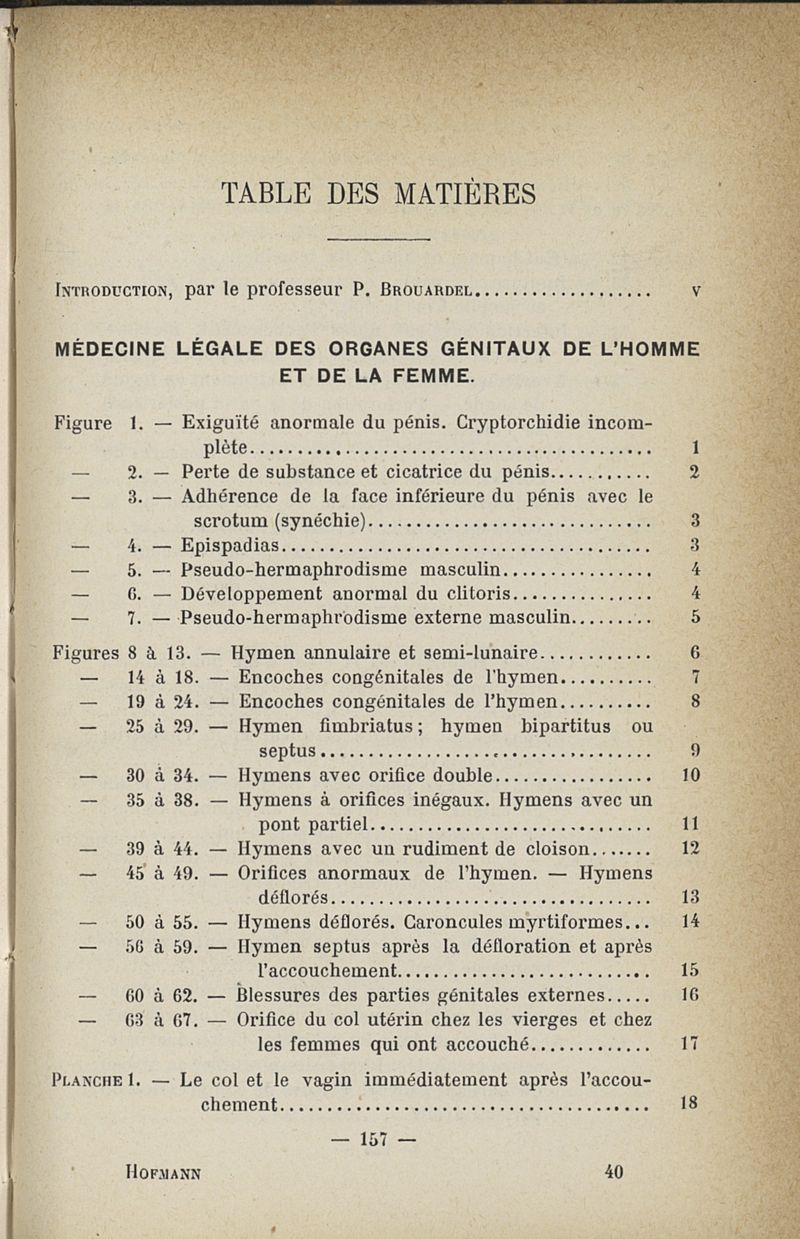 TABLE DES MATIÈRES
INTRODUCTION, par le professeur P. BROUARDEL.................... v
MÉDECINE LÉGALE DES ORGANES GÉNITAUX DE L'HOMME
ET DE LA FEMME.
Figure 1. — Exiguïté anormale du pénis. Cryptorchidie incom-
plète............................................ 1
— 2. — Perte de substance et cicatrice du pénis........... 2
— 3. — Adhérence de la face inférieure du pénis avec le
scrotum (synéchie)............................... 3
— 4. — Epispadias........................................ 3
— 5. — Pseudo-hermaphrodisme masculin................ 4
— 6. — Développement anormal du clitoris............... 4
— 7. — Pseudo-hermaphrodisme externe masculin......... 5
Figures 8 à 13. — Hymen annulaire et semi-lunaire............ 6
— 14 à 18. — Encoches congénitales de l'hymen.......... 7
— 19 à 24. — Encoches congénitales de l'hymen.......... 8
— 25 à 29. — Hymen fimbriatus; hymen bipartitus ou
septus.................................... 9
— 30 à 34. — Hymens avec orifice double................. 10
— 35 à 38. — Hymens à orifices inégaux. Hymens avec un
pont partiel.............................. 11
— 39 à 44. — Hymens avec un rudiment de cloison....... 12
— 45 à 49. — Orifices anormaux de l'hymen. — Hymens
déflorés.................................. 13
— 50 à 55. — Hymens déflorés. Caroncules myrtiformes... 14
— 56 à 59. — Hymen septus après la défloration et après
l'accouchement........................... 15
— 60 à 62. — Blessures des parties génitales externes..... 16
— 63 à 67. — Orifice du col utérin chez les vierges et chez
les femmes qui ont accouché............. 17
PLANCHE 1. — Le col et le vagin immédiatement après l'accou-
chement....................................... 18
— 157 —
HOFMANN 40